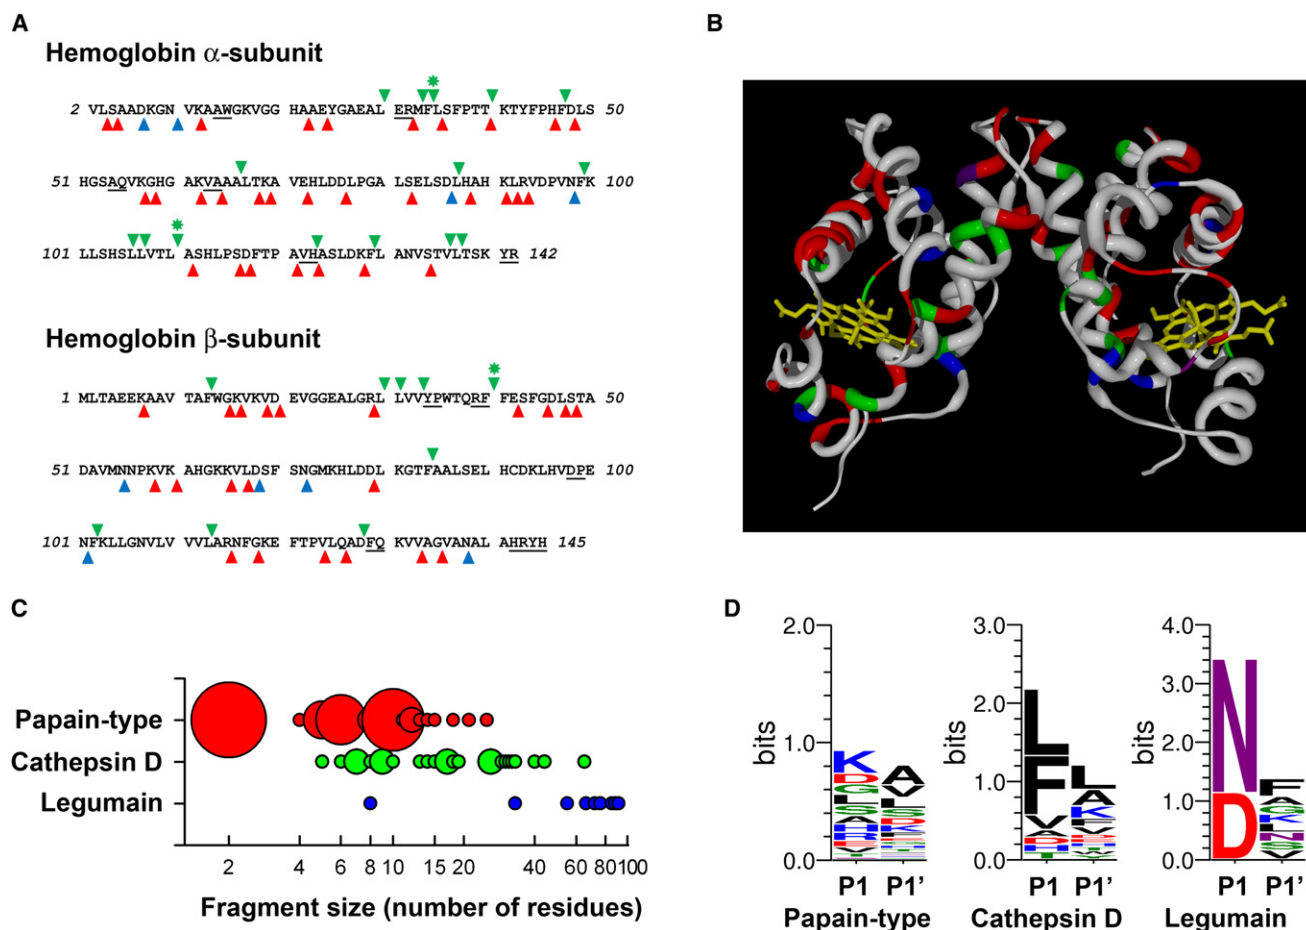 A
Hemoglobin α-subunit
2 VLSAADKGN VKAAWGKVGG HAAEYGAEAL ERMFLSFPTT KTYFPHFDLS 50
51 HGSAQVKGHG AKVAAALTKA VEHLDDLPGA LSELSDLHAH KLRVDPVNFK 100
101 LLSHSLLVTL ASHLPSDFTP AVHASLDKFL ANVSTVLTSK YR 142
Hemoglobin β-subunit
1 MLTAEEKAAV TAFWGKVKVD EVGGEALGRL LVVYPWTQRF FESFGDLSTA 50
51 DAVMNNPKVK AHGKKVLDSF SNGMKHLDDL KGTFAALSEL HCDKLHVDPE 100
101 NFKLLGNVLV VVLARNFGKE FTPVLQADFQ KVVAGVANAL AHRYH 145
B
C
Papain-type
Cathepsin D
Legumain
2 4 6 8 10 15 20 40 60 80 100
Fragment size (number of residues)
D
bits
2.0
1.0
0.0
P1 P1'
Papain-type
bits
3.0
2.0
1.0
0.0
P1 P1'
Cathepsin D
bits
4.0
3.0
2.0
1.0
0.0
P1 P1'
Legumain